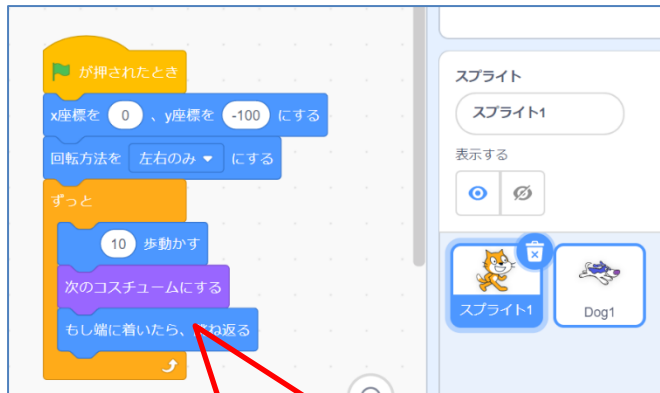 が押されたとき
x座標を 0 、y座標を -100 にする
回転方法を 左右のみ にする
ずっと
10 歩動かす
次のコスチュームにする
もし端に着いたら、ね返る
スプライト
スプライト1
表示する
スプライト1
Dog1